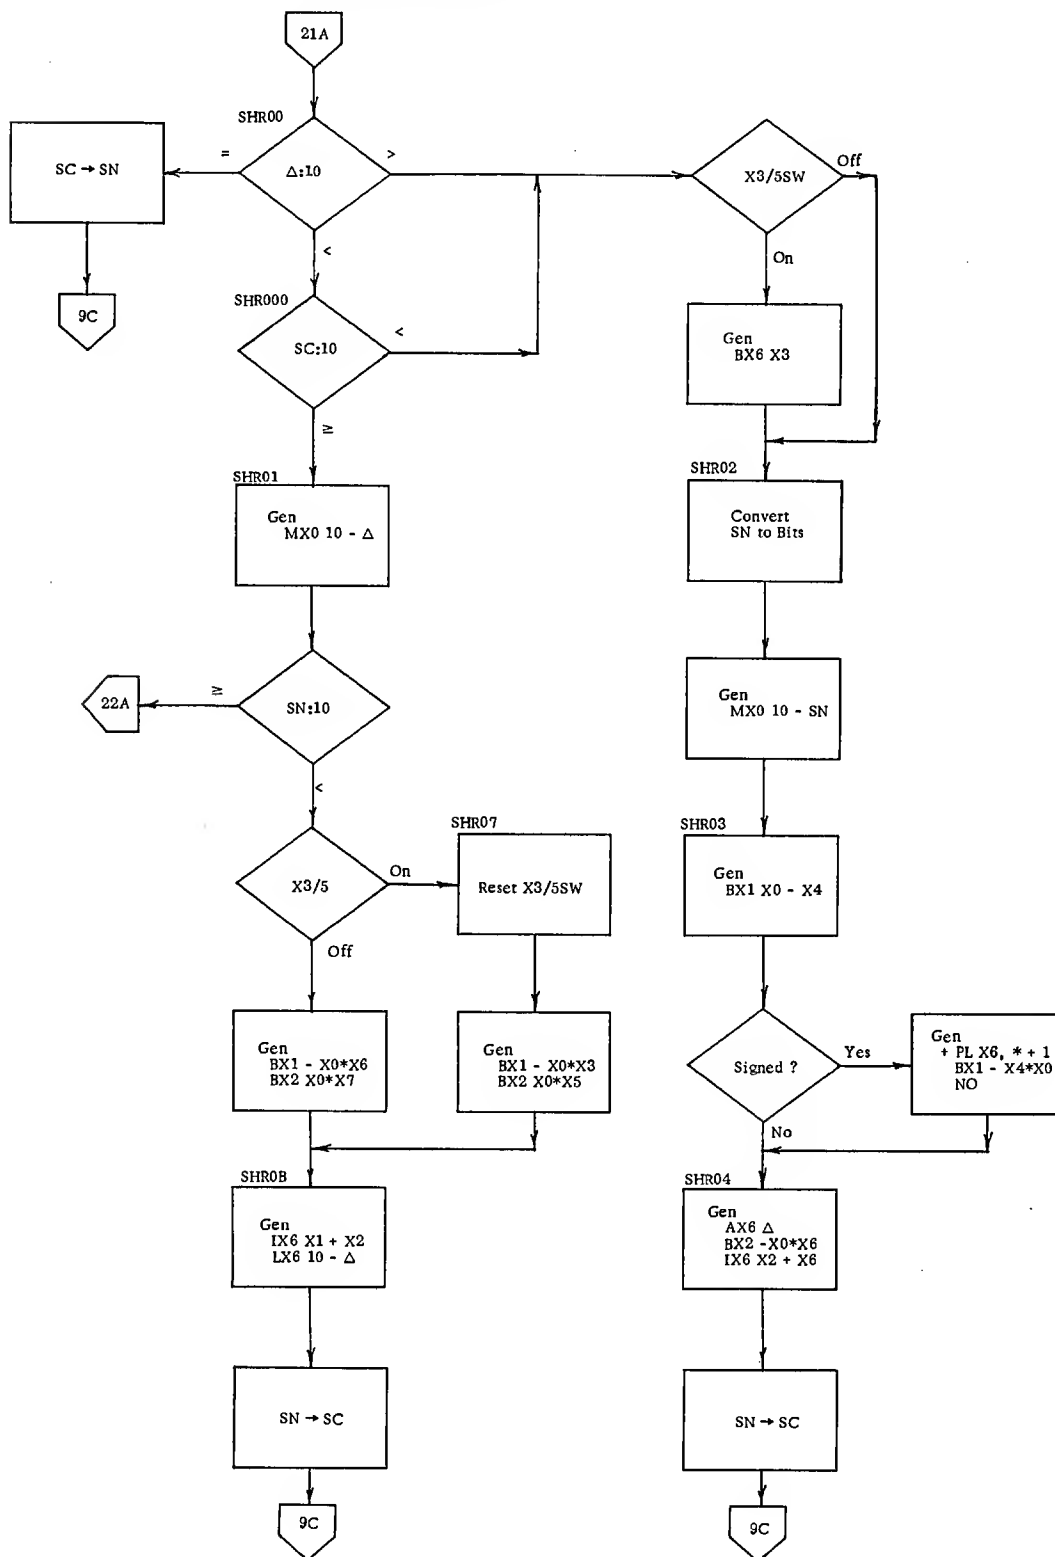 21A
SHR00
Δ:10
=
>
<
SC → SN
9C
SHR000
SC:10
<
≥
X3/5SW
Off
On
Gen
BX6 X3
SHR01
Gen
MX0 10 - Δ
SHR02
Convert
SN to Bits
SN:10
≥
22A
<
Gen
MX0 10 - SN
X3/5
On
Off
SHR07
Reset X3/5SW
SHR03
Gen
BX1 X0 - X4
Gen
BX1 - X0*X6
BX2 X0*X7
Gen
BX1 - X0*X3
BX2 X0*X5
Signed ?
Yes
No
Gen
+ PL X6, * + 1
BX1 - X4*X0
NO
SHR0B
Gen
IX6 X1 + X2
LX6 10 - Δ
SHR04
Gen
AX6 Δ
BX2 -X0*X6
IX6 X2 + X6
SN → SC
SN → SC
9C
9C